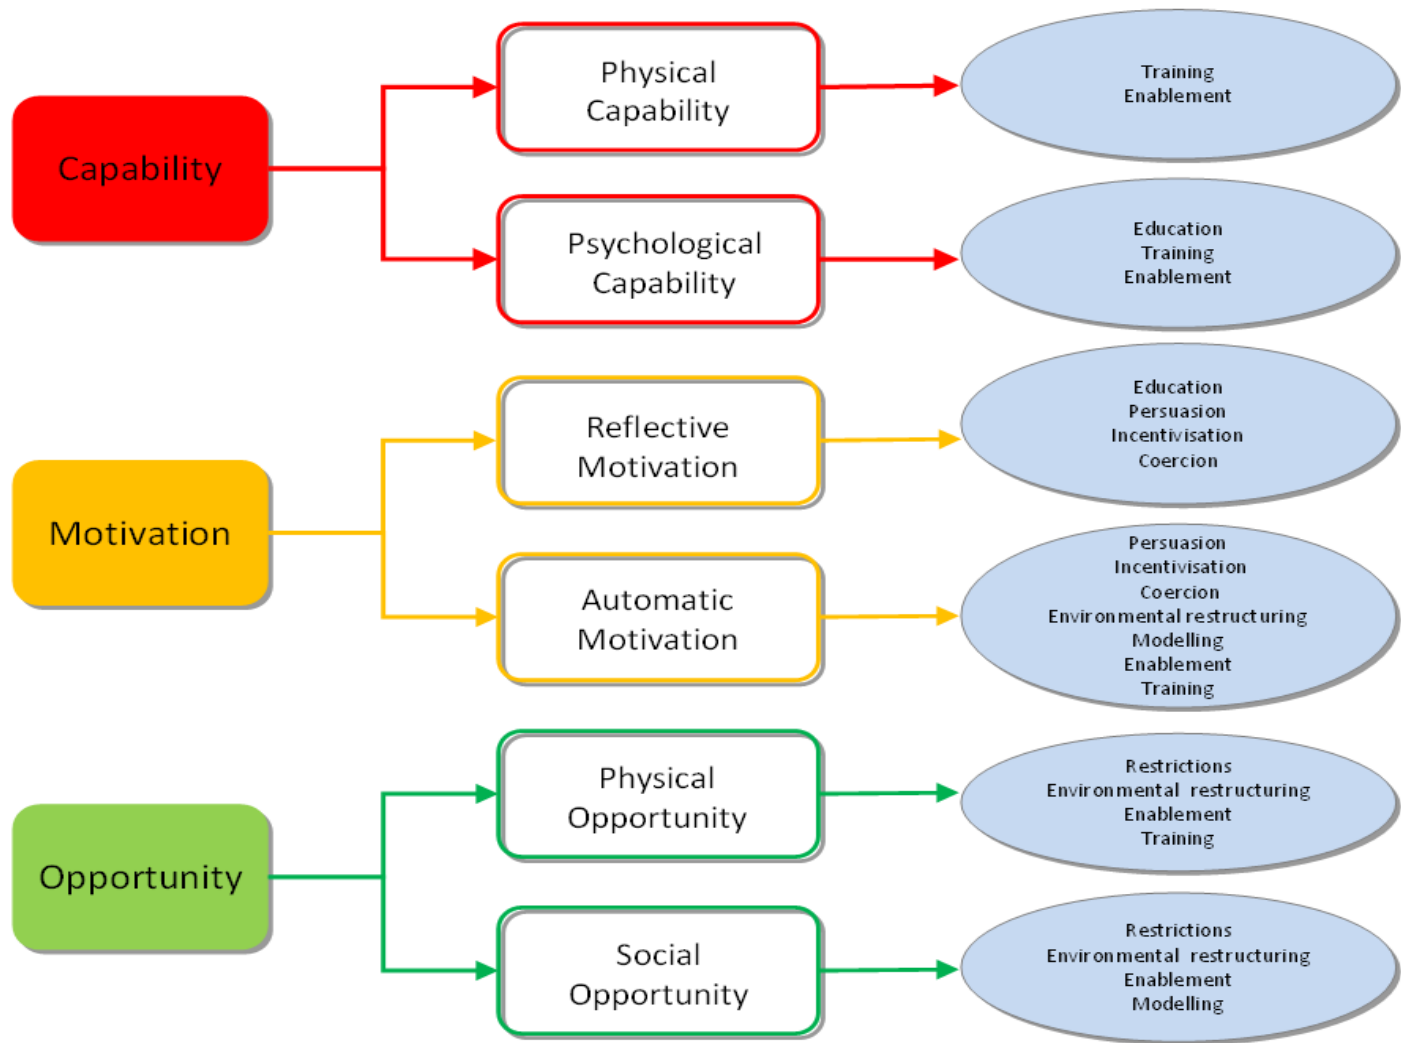 Capability
Physical
Capability
Training
Enablement
Psychological
Capability
Education
Training
Enablement
Motivation
Reflective
Motivation
Education
Persuasion
Incentivisation
Coercion
Automatic
Motivation
Persuasion
Incentivisation
Coercion
Environmental restructuring
Modelling
Enablement
Training
Opportunity
Physical
Opportunity
Restrictions
Environmental restructuring
Enablement
Training
Social
Opportunity
Restrictions
Environmental restructuring
Enablement
Modelling